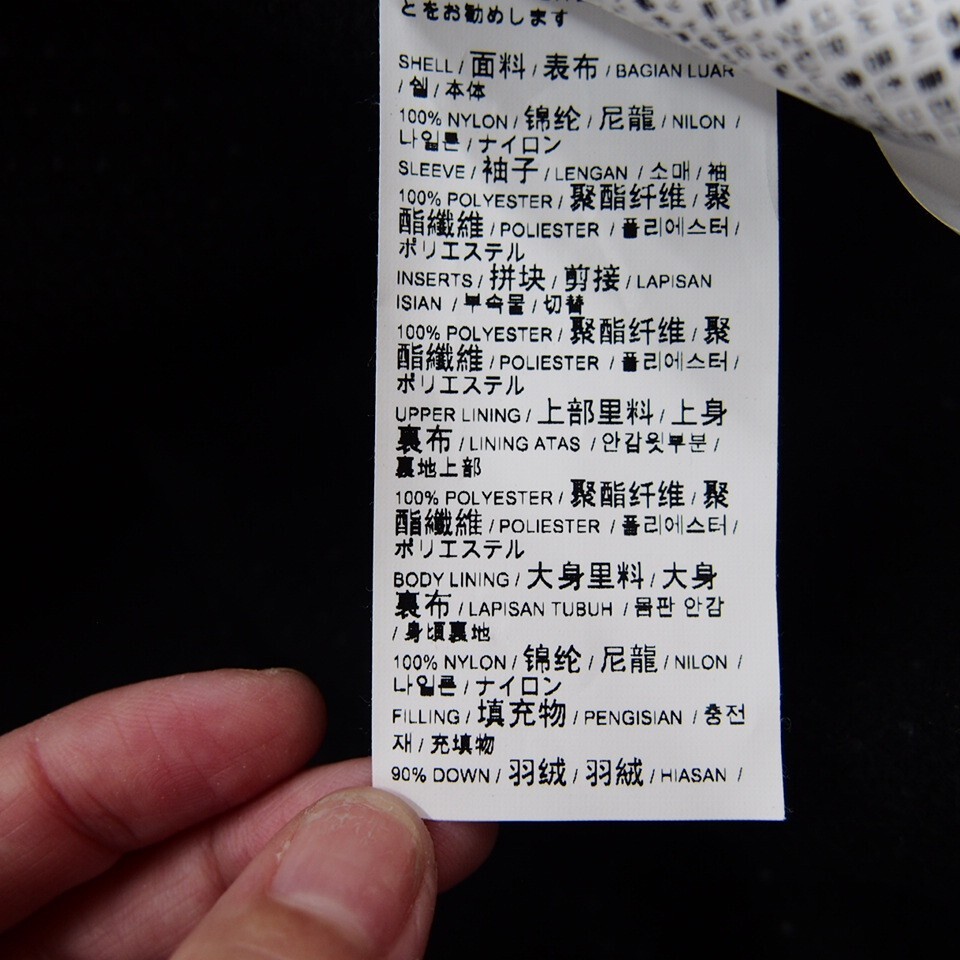 とをお勧めします
SHELL / 面料 / 表布 / BAGIAN LUAR
/ 쉘 / 本体
100% NYLON / 锦纶 / 尼龍 / NILON /
나일론 / ナイロン
SLEEVE / 袖子 / LENGAN / 소매 / 袖
100% POLYESTER / 聚酯纤维 / 聚
酯纖維 / POLIESTER / 폴리에스터 /
ポリエステル
INSERTS / 拼块 / 剪接 / LAPISAN
ISIAN / 부속물 / 切替
100% POLYESTER / 聚酯纤维 / 聚
酯纖維 / POLIESTER / 폴리에스터 /
ポリエステル
UPPER LINING / 上部里料 / 上身
裏布 / LINING ATAS / 안감윗부분 /
裏地上部
100% POLYESTER / 聚酯纤维 / 聚
酯纖維 / POLIESTER / 폴리에스터 /
ポリエステル
BODY LINING / 大身里料 / 大身
裏布 / LAPISAN TUBUH / 몸판 안감
/ 身頃裏地
100% NYLON / 锦纶 / 尼龍 / NILON /
나일론 / ナイロン
FILLING / 填充物 / PENGISIAN / 충전
재 / 充填物
90% DOWN / 羽绒 / 羽絨 / HIASAN /